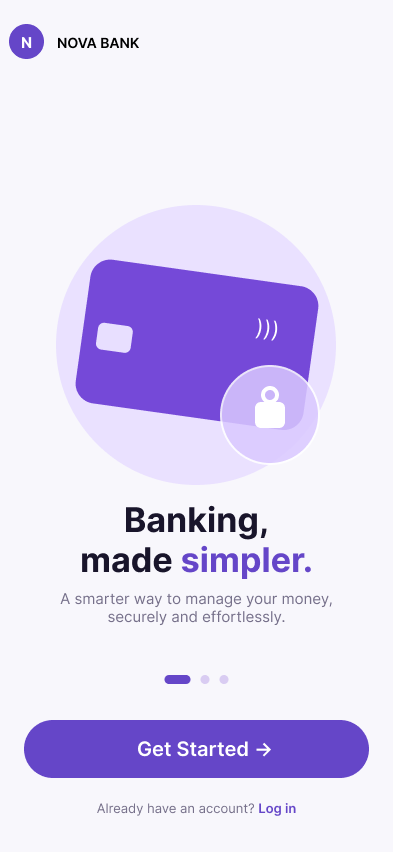 N
NOVA BANK
Banking,
made simpler.
A smarter way to manage your money,
securely and effortlessly.
Get Started →
Already have an account? Log in